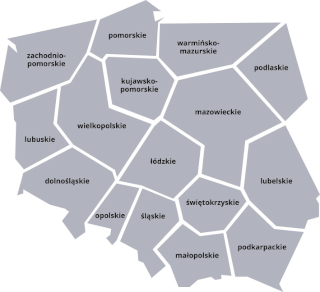 pomorskie
warmińsko-
mazurskie
zachodnio-
pomorskie
podlaskie
kujawsko-
pomorskie
mazowieckie
wielkopolskie
lubuskie
łódzkie
dolnośląskie
lubelskie
świętokrzyskie
opolskie
śląskie
podkarpackie
małopolskie